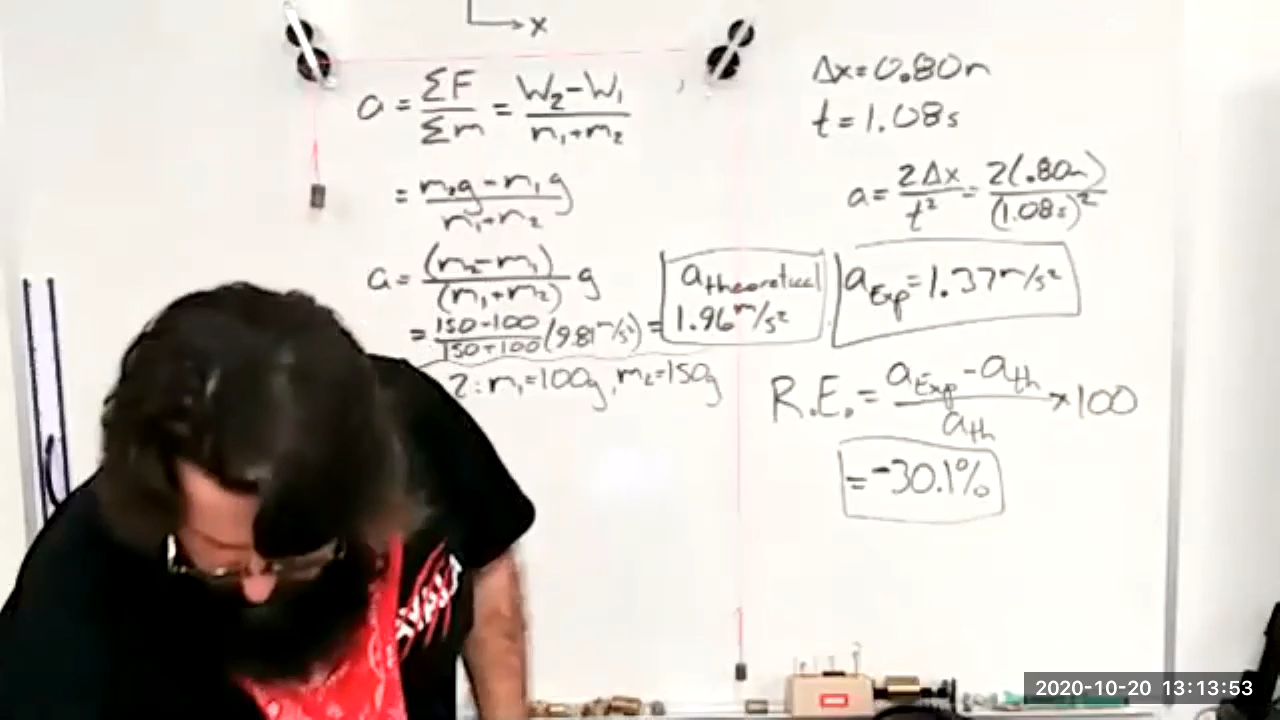 x
a = ΣF/Σm = W₂-W₁/m₁+m₂
= m₂g-m₁g/m₁+m₂
a = (m₂-m₁)/(m₁+m₂) g
= 150-100/150+100 (9.81 m/s²) =
a theoretical
1.96 m/s²
2: m₁=100g, m₂=150g
Δx=0.80m
t=1.08s
a = 2Δx/t² = 2(.80m)/(1.08s)²
a Exp = 1.37 m/s²
R.E. = a Exp - a th/a th × 100
= -30.1%
2020-10-20 13:13:53